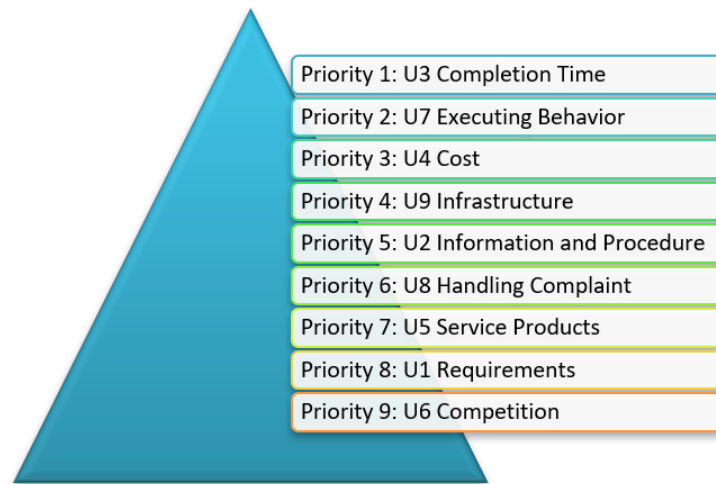 Priority 1: U3 Completion Time
Priority 2: U7 Executing Behavior
Priority 3: U4 Cost
Priority 4: U9 Infrastructure
Priority 5: U2 Information and Procedure
Priority 6: U8 Handling Complaint
Priority 7: U5 Service Products
Priority 8: U1 Requirements
Priority 9: U6 Competition